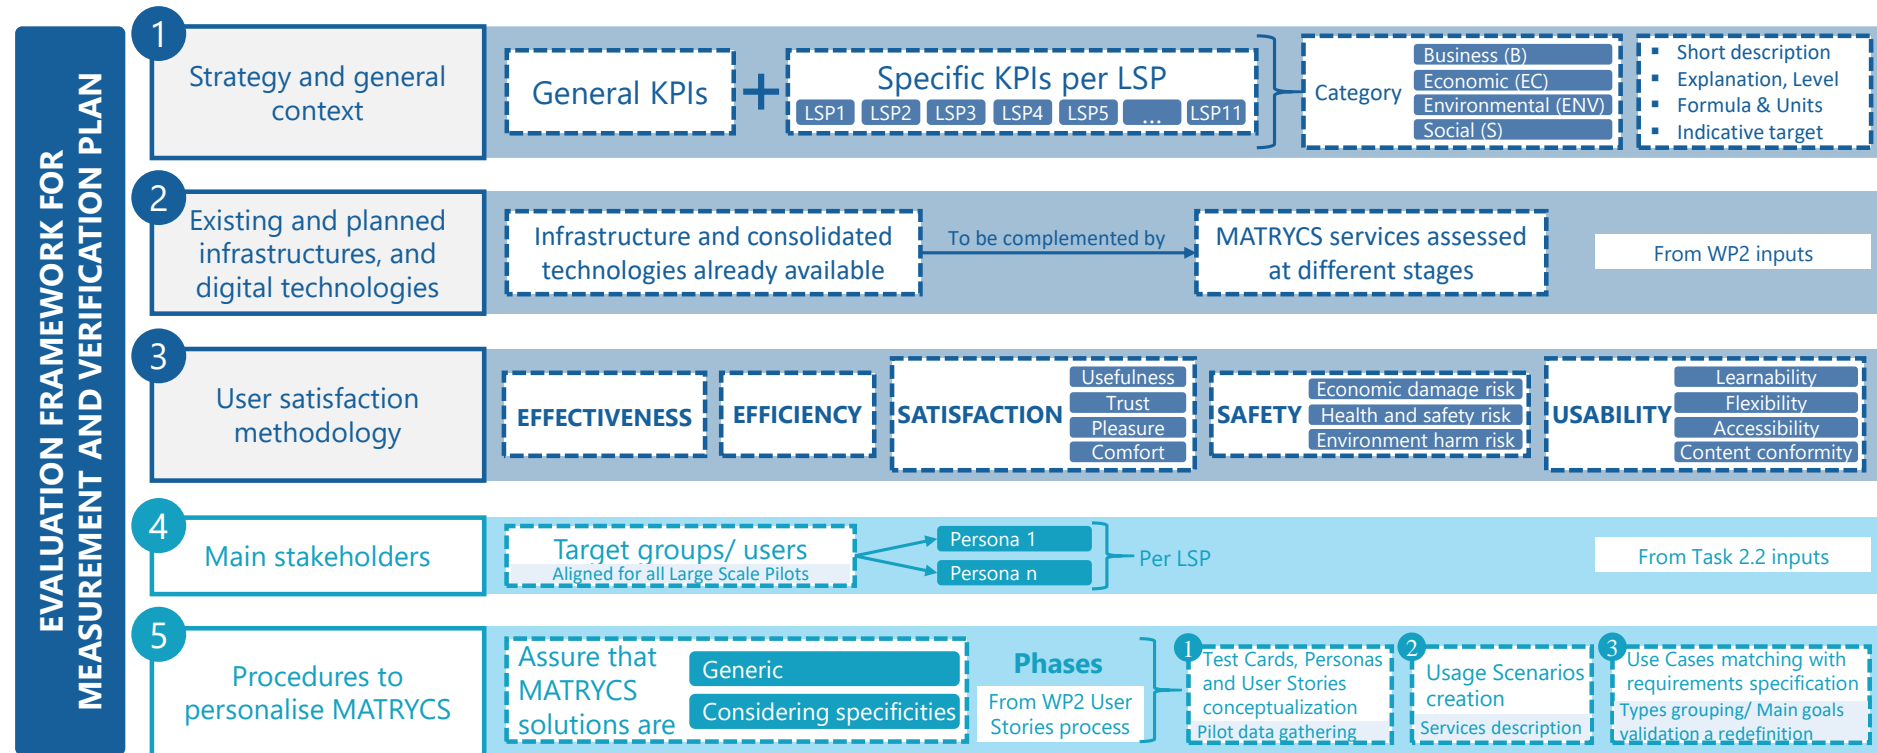 EVALUATION FRAMEWORK FOR
MEASUREMENT AND VERIFICATION PLAN
1
Strategy and general
context
General KPIs
+
Specific KPIs per LSP
LSP1 LSP2 LSP3 LSP4 LSP5 ... LSP11
Category
Business (B)
Economic (EC)
Environmental (ENV)
Social (S)
▪ Short description
▪ Explanation, Level
▪ Formula & Units
▪ Indicative target
2
Existing and planned
infrastructures, and
digital technologies
Infrastructure and consolidated
technologies already available
To be complemented by
MATRYCS services assessed
at different stages
From WP2 inputs
3
User satisfaction
methodology
EFFECTIVENESS
EFFICIENCY
SATISFACTION
Usefulness
Trust
Pleasure
Comfort
SAFETY
Economic damage risk
Health and safety risk
Environment harm risk
USABILITY
Learnability
Flexibility
Accessibility
Content conformity
4
Main stakeholders
Target groups/ users
Aligned for all Large Scale Pilots
Persona 1
Persona n
Per LSP
From Task 2.2 inputs
5
Procedures to
personalise MATRYCS
Assure that
MATRYCS
solutions are
Generic
Considering specificities
Phases
From WP2 User
Stories process
1
Test Cards, Personas
and User Stories
conceptualization
Pilot data gathering
2
Usage Scenarios
creation
Services description
3
Use Cases matching with
requirements specification
Types grouping/ Main goals
validation a redefinition